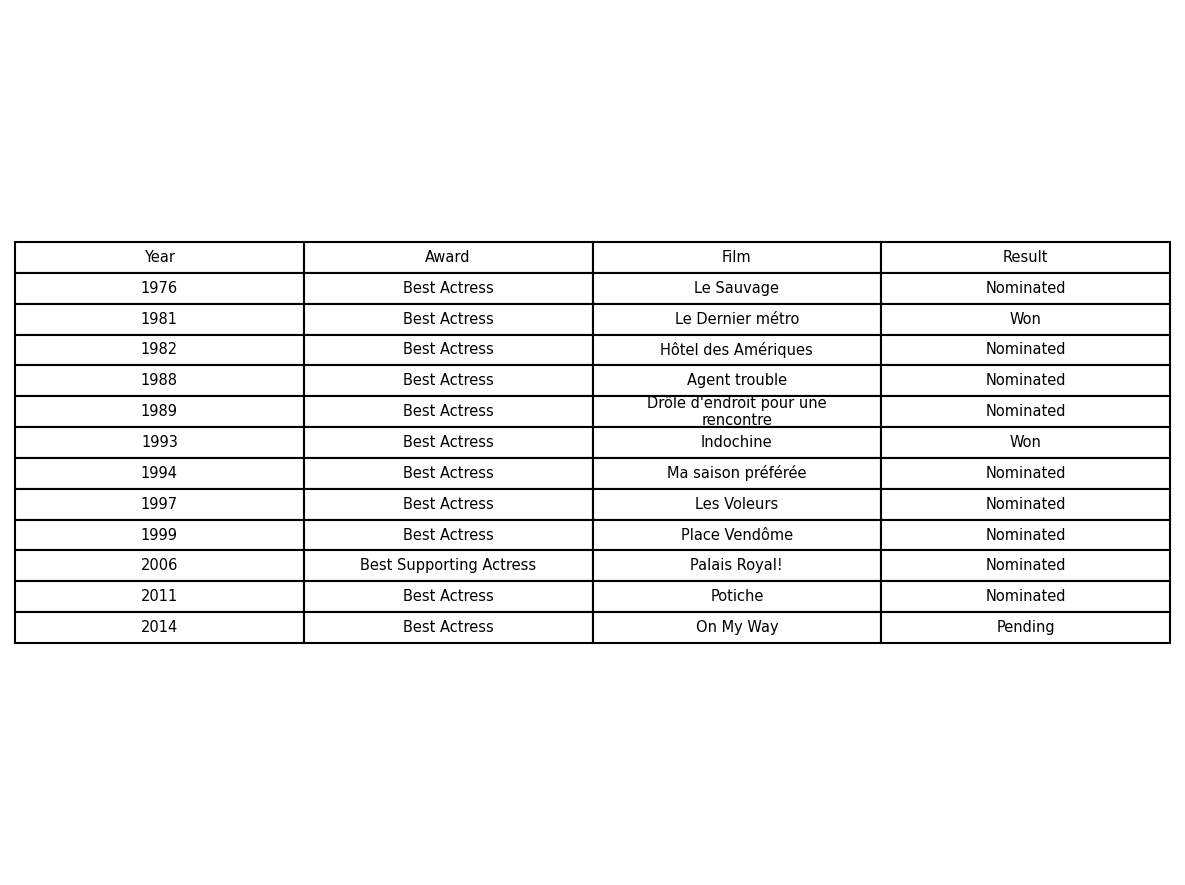 Year Award Film Result
1976 Best Actress Le Sauvage Nominated
1981 Best Actress Le Dernier métro Won
1982 Best Actress Hôtel des Amériques Nominated
1988 Best Actress Agent trouble Nominated
1989 Best Actress Drôle d'endroit pour une rencontre Nominated
1993 Best Actress Indochine Won
1994 Best Actress Ma saison préférée Nominated
1997 Best Actress Les Voleurs Nominated
1999 Best Actress Place Vendôme Nominated
2006 Best Supporting Actress Palais Royal! Nominated
2011 Best Actress Potiche Nominated
2014 Best Actress On My Way Pending